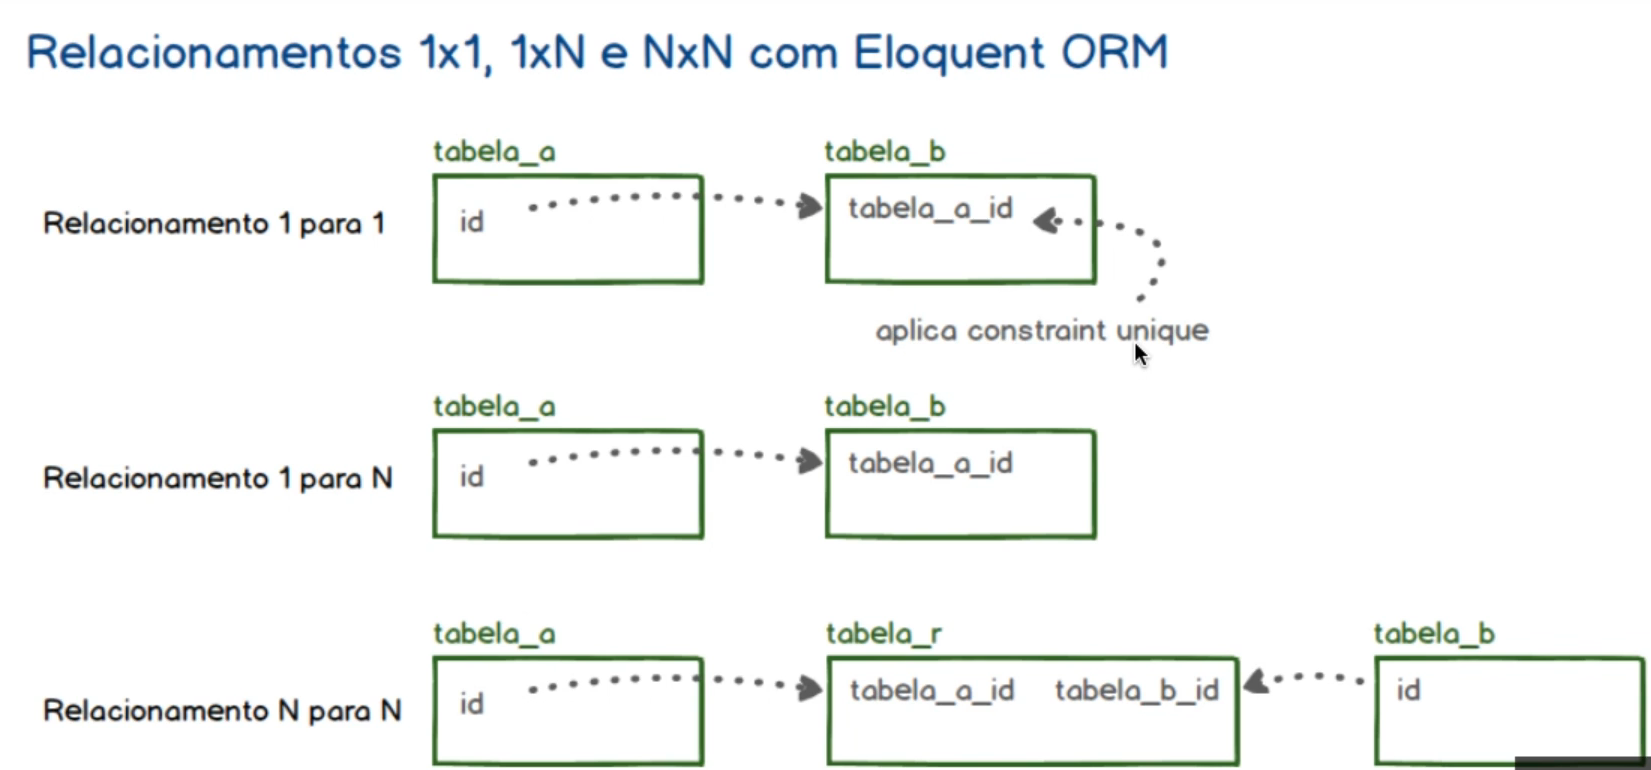 Relacionamentos 1x1, 1xN e NxN com Eloquent ORM
tabela_a tabela_b
Relacionamento 1 para 1 id tabela_a_id
aplica constraint unique
tabela_a tabela_b
Relacionamento 1 para N id tabela_a_id
tabela_a tabela_r tabela_b
Relacionamento N para N id tabela_a_id tabela_b_id id